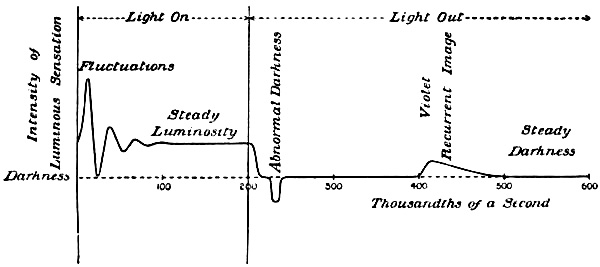 Light On
Light Out
Intensity of
Luminous Sensation
Fluctuations
Steady
Luminosity
Abnormal Darkness
Violet
Recurrent Image
Steady
Darkness
Darkness
100
200
300
400
500
600
Thousandths of a Second